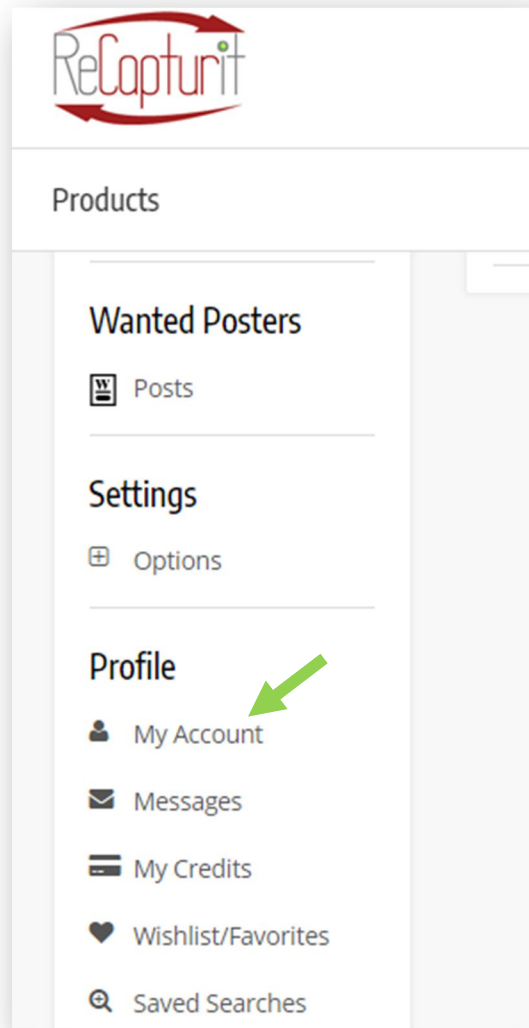 ReCapturit
Products
Wanted Posters
W
Posts
Settings
Options
Profile
My Account
Messages
My Credits
Wishlist/Favorites
Saved Searches